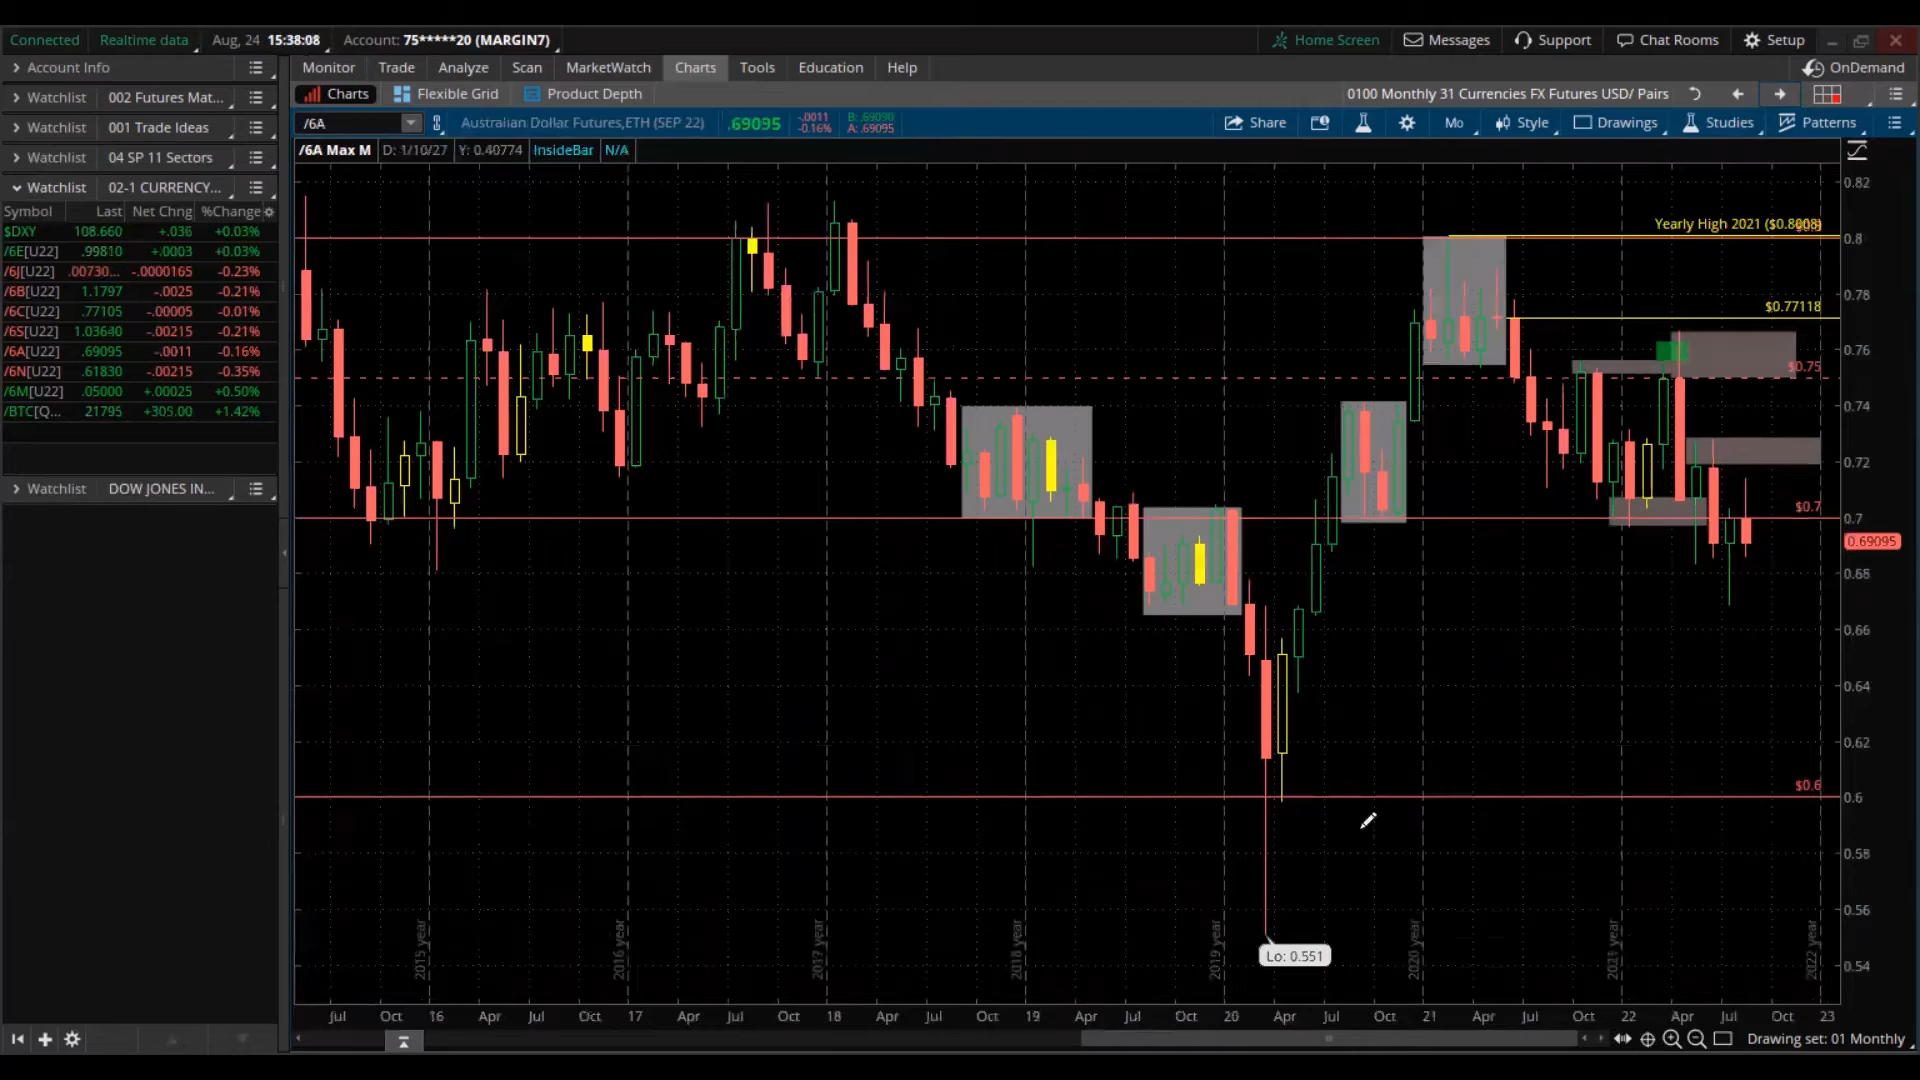 Connected Realtime data Aug, 24 15:38:08 Account: 75*****20 (MARGIN7) Home Screen Messages Support Chat Rooms Setup
Account Info Monitor Trade Analyze Scan MarketWatch Charts Tools Education Help OnDemand
Watchlist 002 Futures Mat... Charts Flexible Grid Product Depth 0100 Monthly 31 Currencies FX Futures USD/ Pairs
Watchlist 001 Trade Ideas /6A Australian Dollar Futures,ETH (SEP 22) .69095 -.0011 -0.16% B: .69090 A: .69095 Share Mo Style Drawings Studies Patterns
Watchlist 04 SP 11 Sectors /6A Max M D: 1/10/27 Y: 0.40774 InsideBar N/A
Watchlist 02-1 CURRENCY...
Symbol Last Net Chng %Change
$DXY 108.660 +.036 +0.03%
/6E[U22] .99810 +.0003 +0.03%
/6J[U22] .00730... -.0000165 -0.23%
/6B[U22] 1.1797 -.0025 -0.21%
/6C[U22] .77105 -.00005 -0.01%
/6S[U22] 1.03640 -.00215 -0.21%
/6A[U22] .69095 -.0011 -0.16%
/6N[U22] .61830 -.00215 -0.35%
/6M[U22] .05000 +.00025 +0.50%
/BTC[Q... 21795 +305.00 +1.42%
Watchlist DOW JONES IN...
0.82
Yearly High 2021 ($0.8008)
0.8
0.78
$0.77118
0.76
$0.75
0.74
0.72
$0.7
0.7
0.69095
0.68
0.66
0.64
0.62
$0.6
0.6
0.58
0.56
0.54
Lo: 0.551
2015 year 2016 year 2017 year 2018 year 2019 year 2020 year 2021 year 2022 year
Jul Oct 16 Apr Jul Oct 17 Apr Jul Oct 18 Apr Jul Oct 19 Apr Jul Oct 20 Apr Jul Oct 21 Apr Jul Oct 22 Apr Jul Oct 23
Drawing set: 01 Monthly